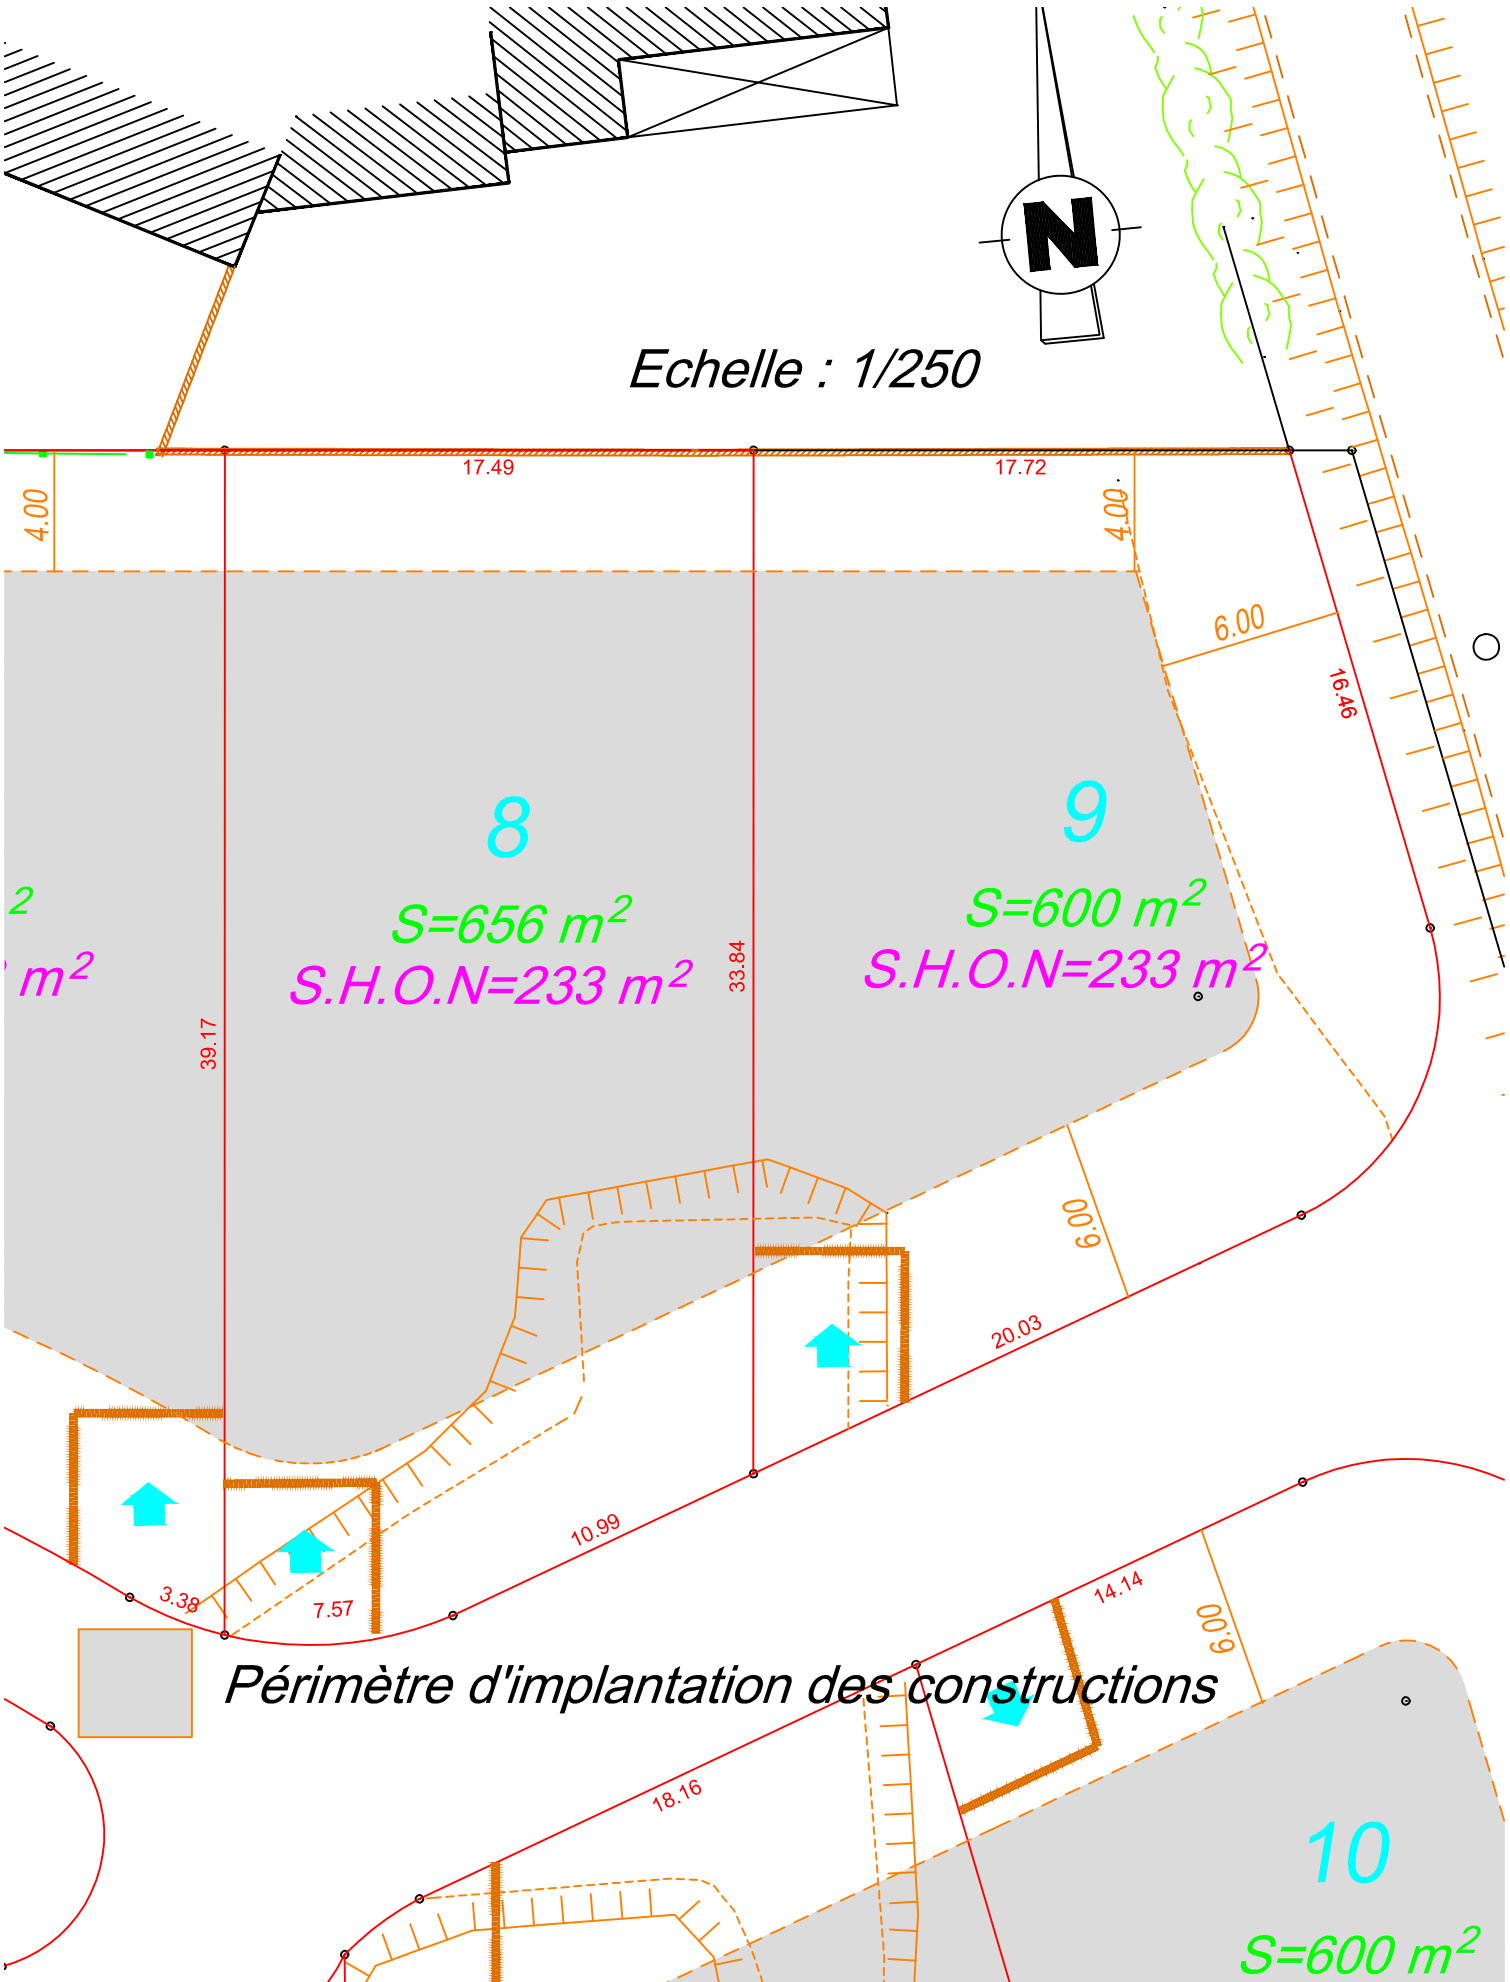 N
Echelle : 1/250
17.49
17.72
4.00
4.00
6.00
16.46
8
9
S=656 m²
S=600 m²
2
S.H.O.N=233 m²
S.H.O.N=233 m²
m²
33.84
39.17
6.00
20.03
10.99
3.38
7.57
14.14
6.00
Périmètre d'implantation des constructions
18.16
10
S=600 m²